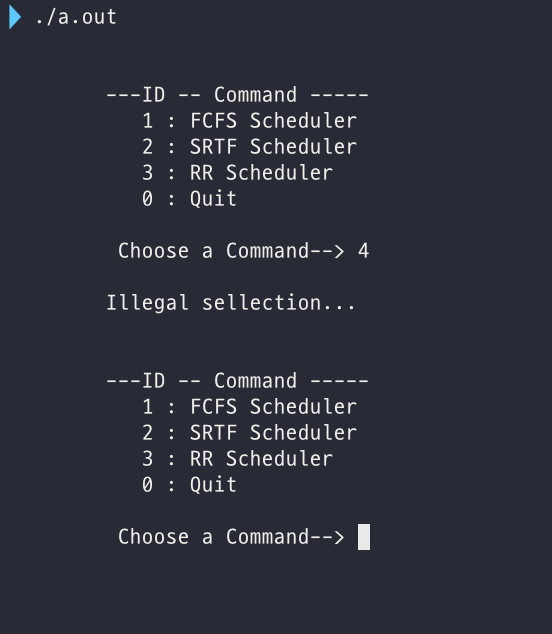 ./a.out
---ID -- Command -----
1 : FCFS Scheduler
2 : SRTF Scheduler
3 : RR Scheduler
0 : Quit
Choose a Command--> 4
Illegal sellection...
---ID -- Command -----
1 : FCFS Scheduler
2 : SRTF Scheduler
3 : RR Scheduler
0 : Quit
Choose a Command-->